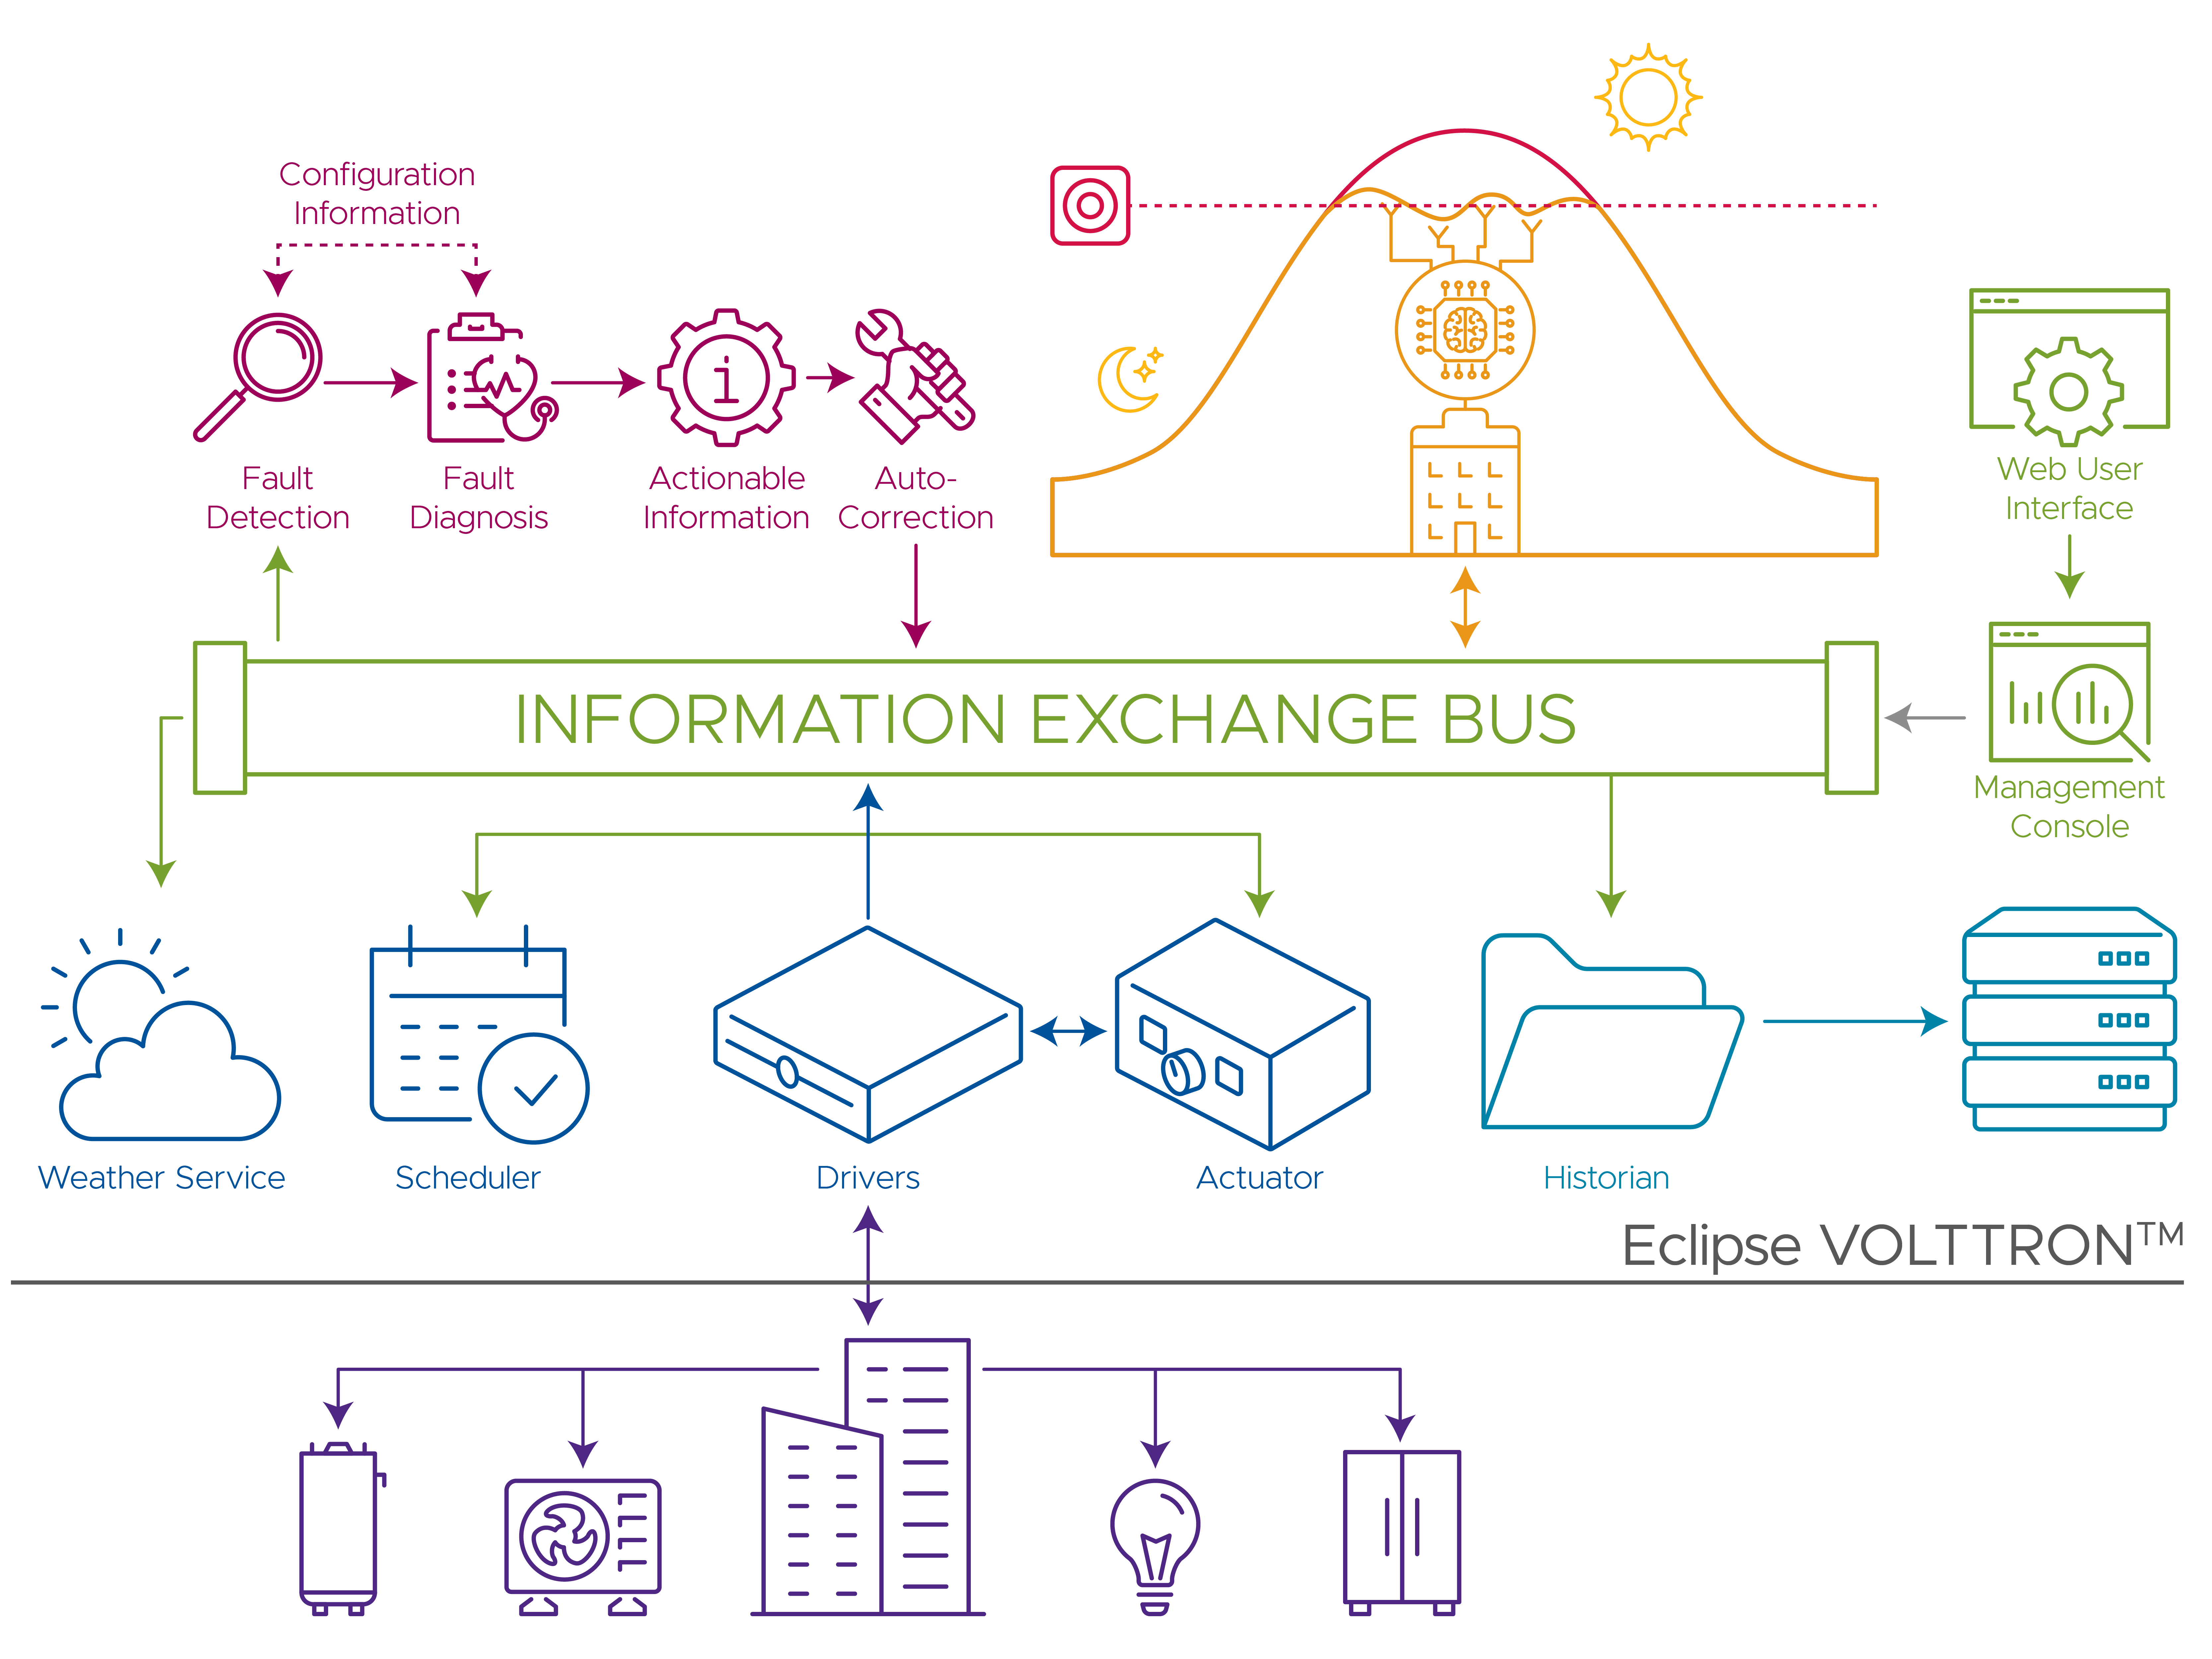 Configuration
Information
Fault
Detection
Fault
Diagnosis
Actionable
Information
Auto-
Correction
Web User
Interface
INFORMATION EXCHANGE BUS
Management
Console
Weather Service
Scheduler
Drivers
Actuator
Historian
Eclipse VOLTTRON™